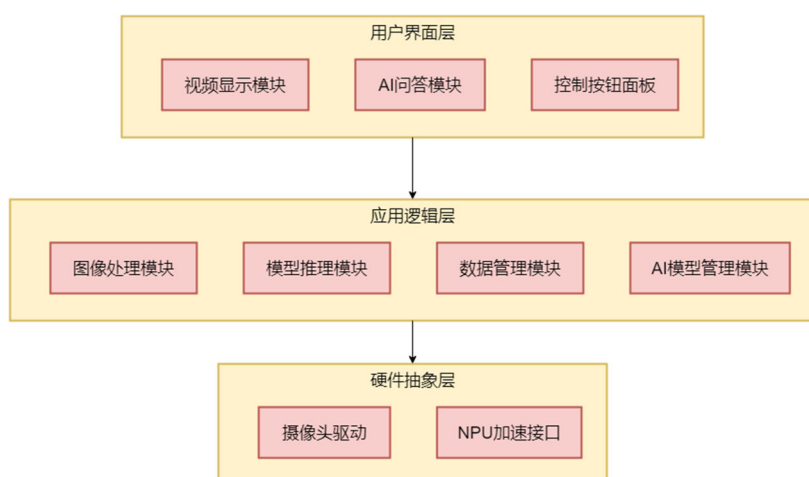 用户界面层
视频显示模块
AI问答模块
控制按钮面板
应用逻辑层
图像处理模块
模型推理模块
数据管理模块
AI模型管理模块
硬件抽象层
摄像头驱动
NPU加速接口